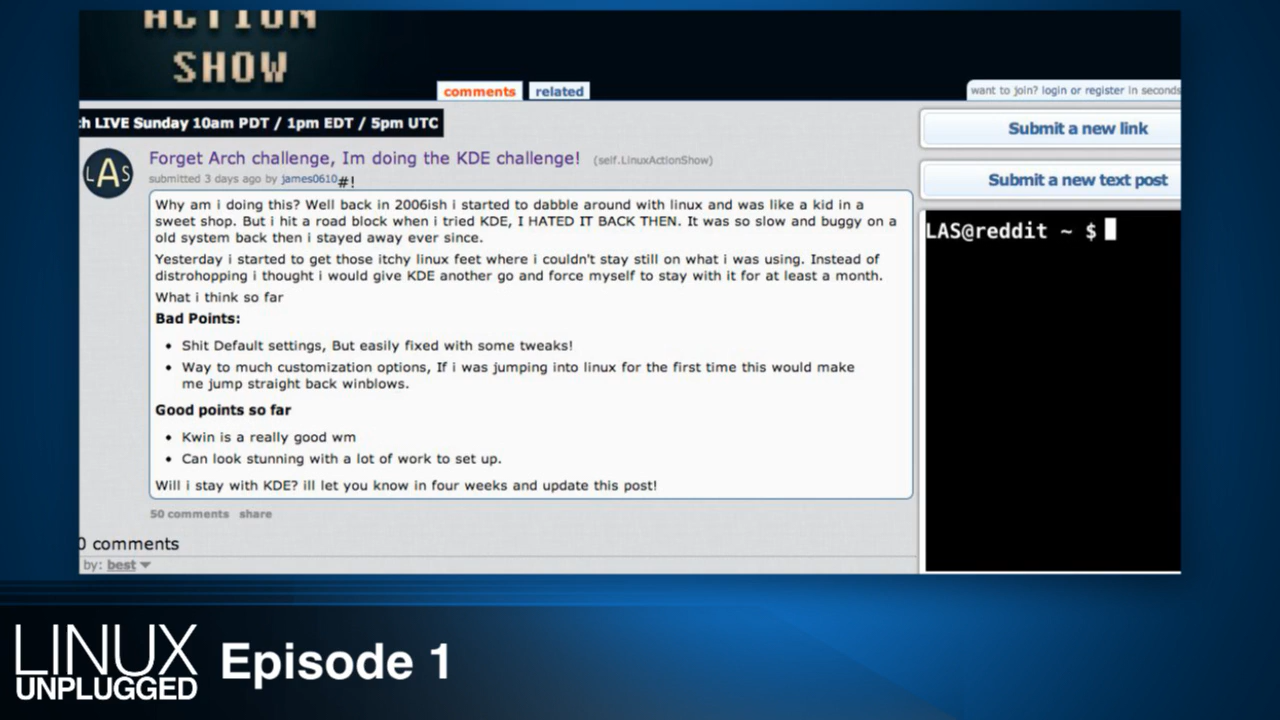 ACTION
SHOW
comments related
want to join? login or register in seconds
h LIVE Sunday 10am PDT / 1pm EDT / 5pm UTC
Submit a new link
LAS
Forget Arch challenge, Im doing the KDE challenge! (self.LinuxActionShow)
submitted 3 days ago by james0610#!
Submit a new text post
Why am i doing this? Well back in 2006ish i started to dabble around with linux and was like a kid in a
sweet shop. But i hit a road block when i tried KDE, I HATED IT BACK THEN. It was so slow and buggy on a
old system back then i stayed away ever since.
LAS@reddit ~ $
Yesterday i started to get those itchy linux feet where i couldn't stay still on what i was using. Instead of
distrohopping i thought i would give KDE another go and force myself to stay with it for at least a month.
What i think so far
Bad Points:
• Shit Default settings, But easily fixed with some tweaks!
• Way to much customization options, If i was jumping into linux for the first time this would make
me jump straight back winblows.
Good points so far
• Kwin is a really good wm
• Can look stunning with a lot of work to set up.
Will i stay with KDE? ill let you know in four weeks and update this post!
50 comments share
0 comments
by: best
LINUX
UNPLUGGED
Episode 1